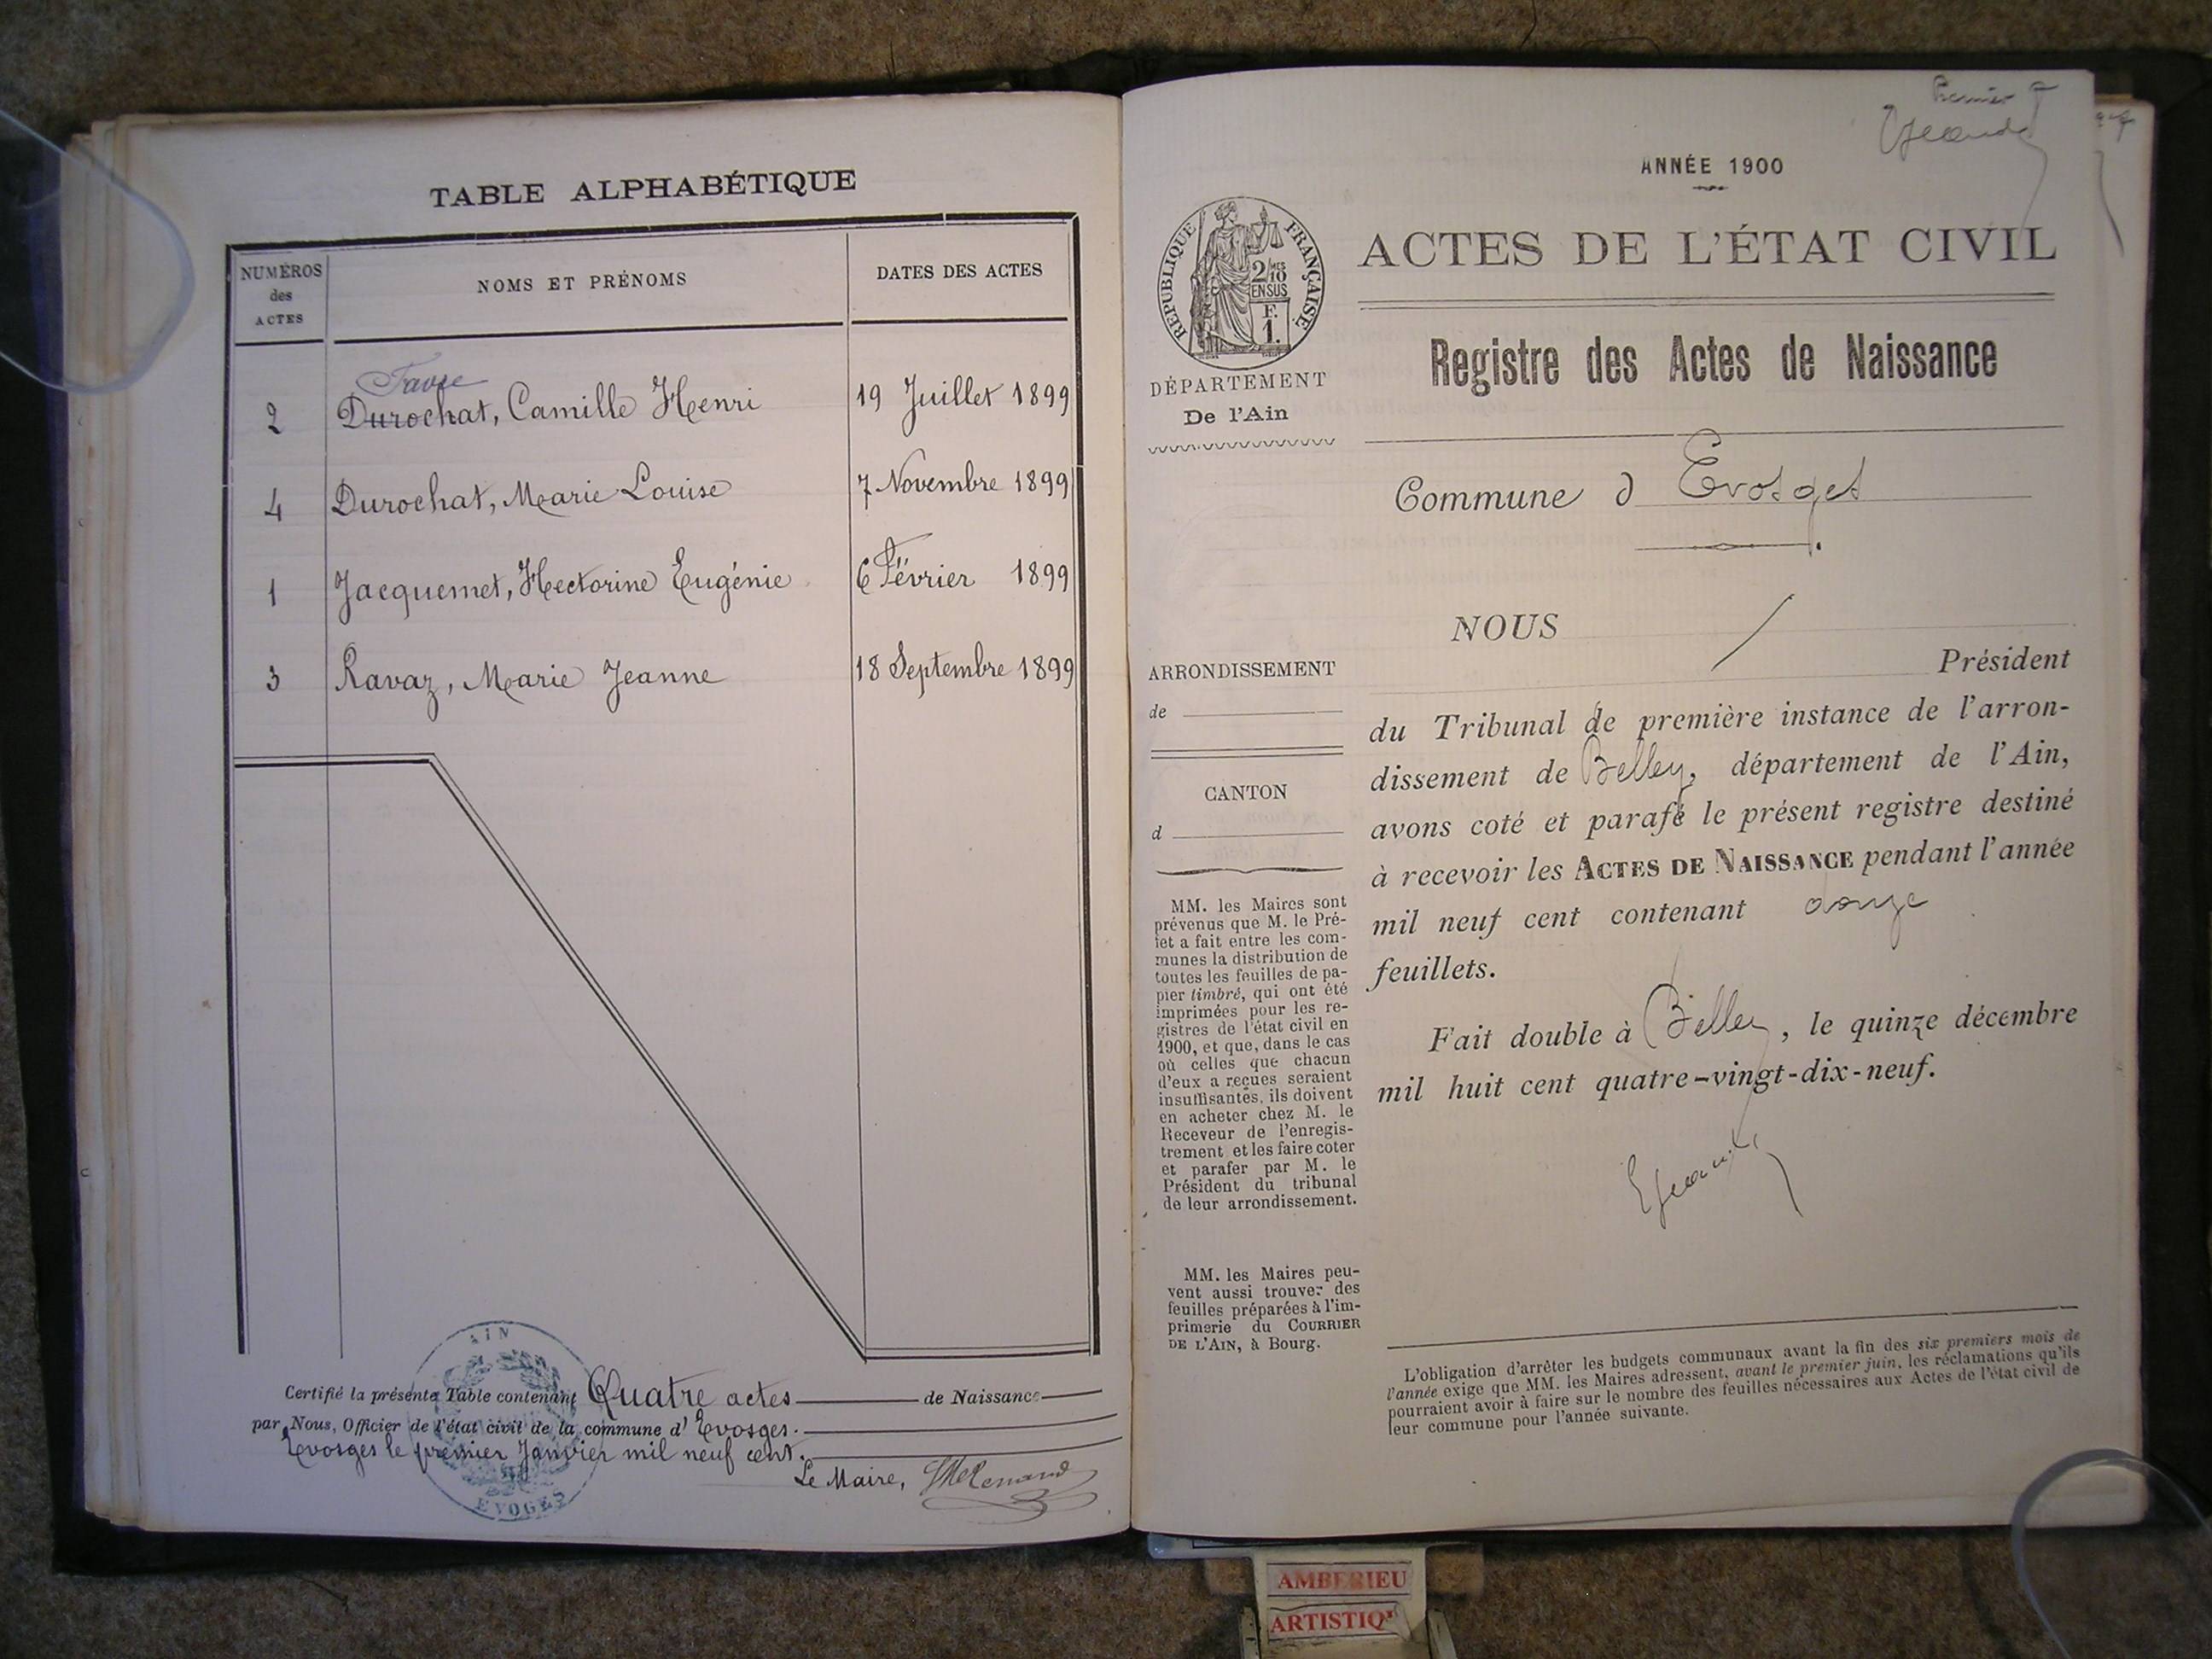 TABLE ALPHABÉTIQUE
NUMÉROS
des
ACTES
NOMS ET PRÉNOMS
DATES DES ACTES
Favre
2 Durochat, Camille Henri 19 Juillet 1899
4 Durochat, Marie Louise 7 Novembre 1899
1 Jacquemet, Hectorine Eugénie 6 Février 1899
3 Ravaz, Marie Jeanne 18 Septembre 1899
Certifié la présente Table contenant Quatre actes de Naissance
par Nous, Officier de l'état civil de la commune d' Evosges.
Evosges le premier Janvier mil neuf cent.
Le Maire,
AIN
EVOGES
Premier
ANNÉE 1900
RÉPUBLIQUE FRANÇAISE
2/10
MES
EN SUS
F.
1.
ACTES DE L'ÉTAT CIVIL
Registre des Actes de Naissance
DÉPARTEMENT
De l'Ain
Commune d Evosges
NOUS
Président
du Tribunal de première instance de l'arron-
dissement de Belley, département de l'Ain,
avons coté et parafé le présent registre destiné
à recevoir les ACTES DE NAISSANCE pendant l'année
mil neuf cent contenant onze
feuillets.
Fait double à Belley, le quinze décembre
mil huit cent quatre-vingt-dix-neuf.
ARRONDISSEMENT
de
CANTON
d
MM. les Maires sont
prévenus que M. le Pré-
fet a fait entre les com-
munes la distribution de
toutes les feuilles de pa-
pier timbré, qui ont été
imprimées pour les re-
gistres de l'état civil en
1900, et que, dans le cas
où celles que chacun
d'eux a reçues seraient
insuffisantes, ils doivent
en acheter chez M. le
Receveur de l'enregis-
trement et les faire coter
et parafer par M. le
Président du tribunal
de leur arrondissement.
MM. les Maires peu-
vent aussi trouver des
feuilles préparées à l'im-
primerie du COURRIER
DE L'AIN, à Bourg.
L'obligation d'arrêter les budgets communaux avant la fin des six premiers mois de
l'année exige que MM. les Maires adressent, avant le premier juin, les réclamations qu'ils
pourraient avoir à faire sur le nombre des feuilles nécessaires aux Actes de l'état civil de
leur commune pour l'année suivante.
AMBERIEU
ARTISTIQ